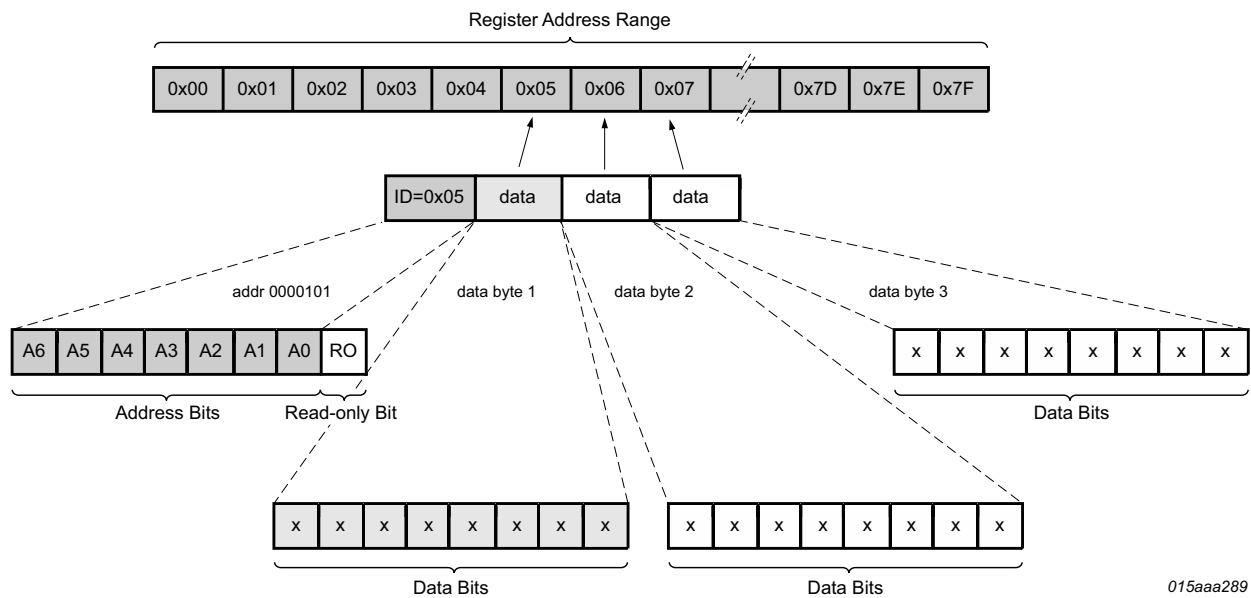 Register Address Range
0x00 0x01 0x02 0x03 0x04 0x05 0x06 0x07 0x7D 0x7E 0x7F
ID=0x05 data data data
addr 0000101 data byte 1 data byte 2 data byte 3
A6 A5 A4 A3 A2 A1 A0 RO x x x x x x x x
Address Bits Read-only Bit Data Bits
x x x x x x x x x x x x x x x x
Data Bits Data Bits 015aaa289